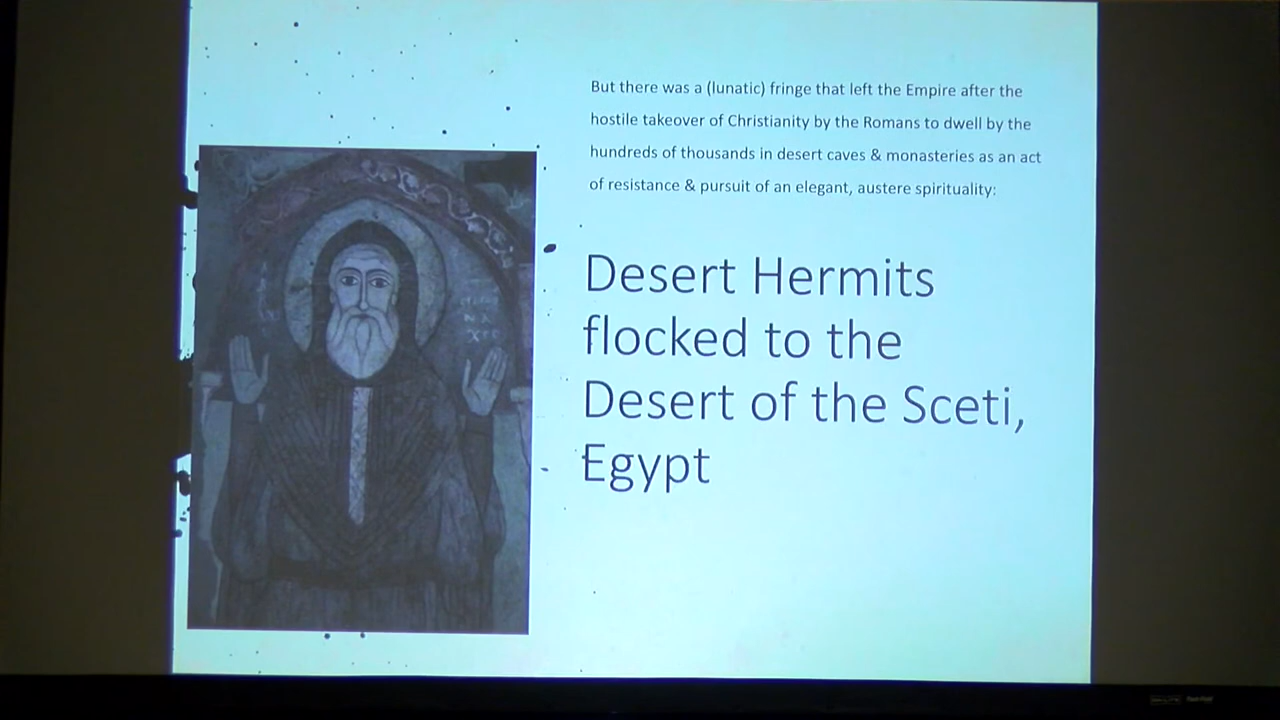 But there was a (lunatic) fringe that left the Empire after the
hostile takeover of Christianity by the Romans to dwell by the
hundreds of thousands in desert caves & monasteries as an act
of resistance & pursuit of an elegant, austere spirituality:
Desert Hermits
flocked to the
Desert of the Sceti,
Egypt